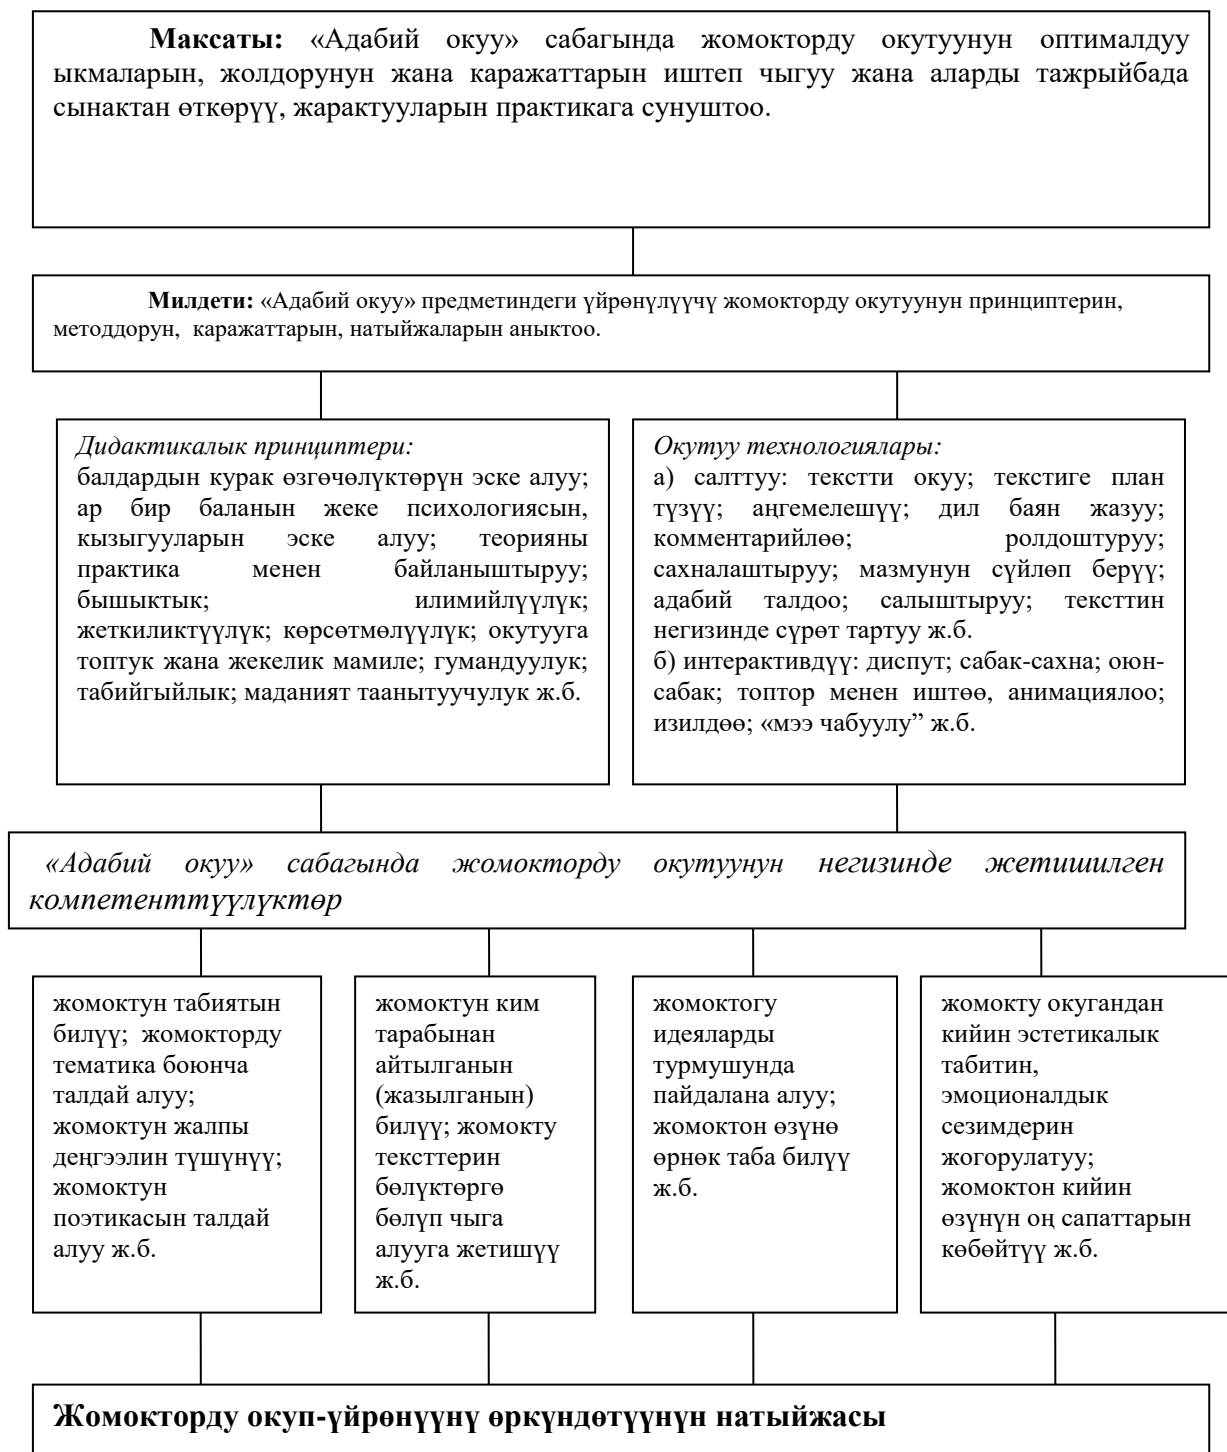 Максаты: «Адабий окуу» сабагында жомокторду окутуунун оптималдуу
ыкмаларын, жолдорунун жана каражаттарын иштеп чыгуу жана аларды тажрыйбада
сынактан өткөрүү, жарактууларын практикага сунуштоо.
Милдети: «Адабий окуу» предметиндеги үйрөнүлүүчү жомокторду окутуунун принциптерин,
методдорун, каражаттарын, натыйжаларын аныктоо.
Дидактикалык принциптери:
балдардын курак өзгөчөлүктөрүн эске алуу;
ар бир баланын жеке психологиясын,
кызыгууларын эске алуу; теорияны
практика менен байланыштыруу;
бышыктык; илимийлүүлүк;
жеткиликтүүлүк; көрсөтмөлүүлүк; окутууга
топтук жана жекелик мамиле; гумандуулук;
табийгыйлык; маданият таанытуучулук ж.б.
Окутуу технологиялары:
а) салттуу: текстти окуу; текстиге план
түзүү; аңгемелешүү; дил баян жазуу;
комментарийлөө; ролдоштуруу;
сахналаштыруу; мазмунун сүйлөп берүү;
адабий талдоо; салыштыруу; тексттин
негизинде сүрөт тартуу ж.б.
б) интерактивдүү: диспут; сабак-сахна; оюн-
сабак; топтор менен иштөө, анимациялоо;
изилдөө; «мээ чабуулу” ж.б.
«Адабий окуу» сабагында жомокторду окутуунун негизинде жетишилген
компетенттүүлүктөр
жомоктун табиятын
билүү; жомокторду
тематика боюнча
талдай алуу;
жомоктун жалпы
деңгээлин түшүнүү;
жомоктун
поэтикасын талдай
алуу ж.б.
жомоктун ким
тарабынан
айтылганын
(жазылганын)
билүү; жомокту
тексттерин
бөлүктөргө
бөлүп чыга
алууга жетишүү
ж.б.
жомоктогу
идеяларды
турмушунда
пайдалана алуу;
жомоктон өзүнө
өрнөк таба билүү
ж.б.
жомокту окугандан
кийин эстетикалык
табитин,
эмоционалдык
сезимдерин
жогорулатуу;
жомоктон кийин
өзүнүн оң сапаттарын
көбөйтүү ж.б.
Жомокторду окуп-үйрөнүүнү өркүндөтүүнүн натыйжасы